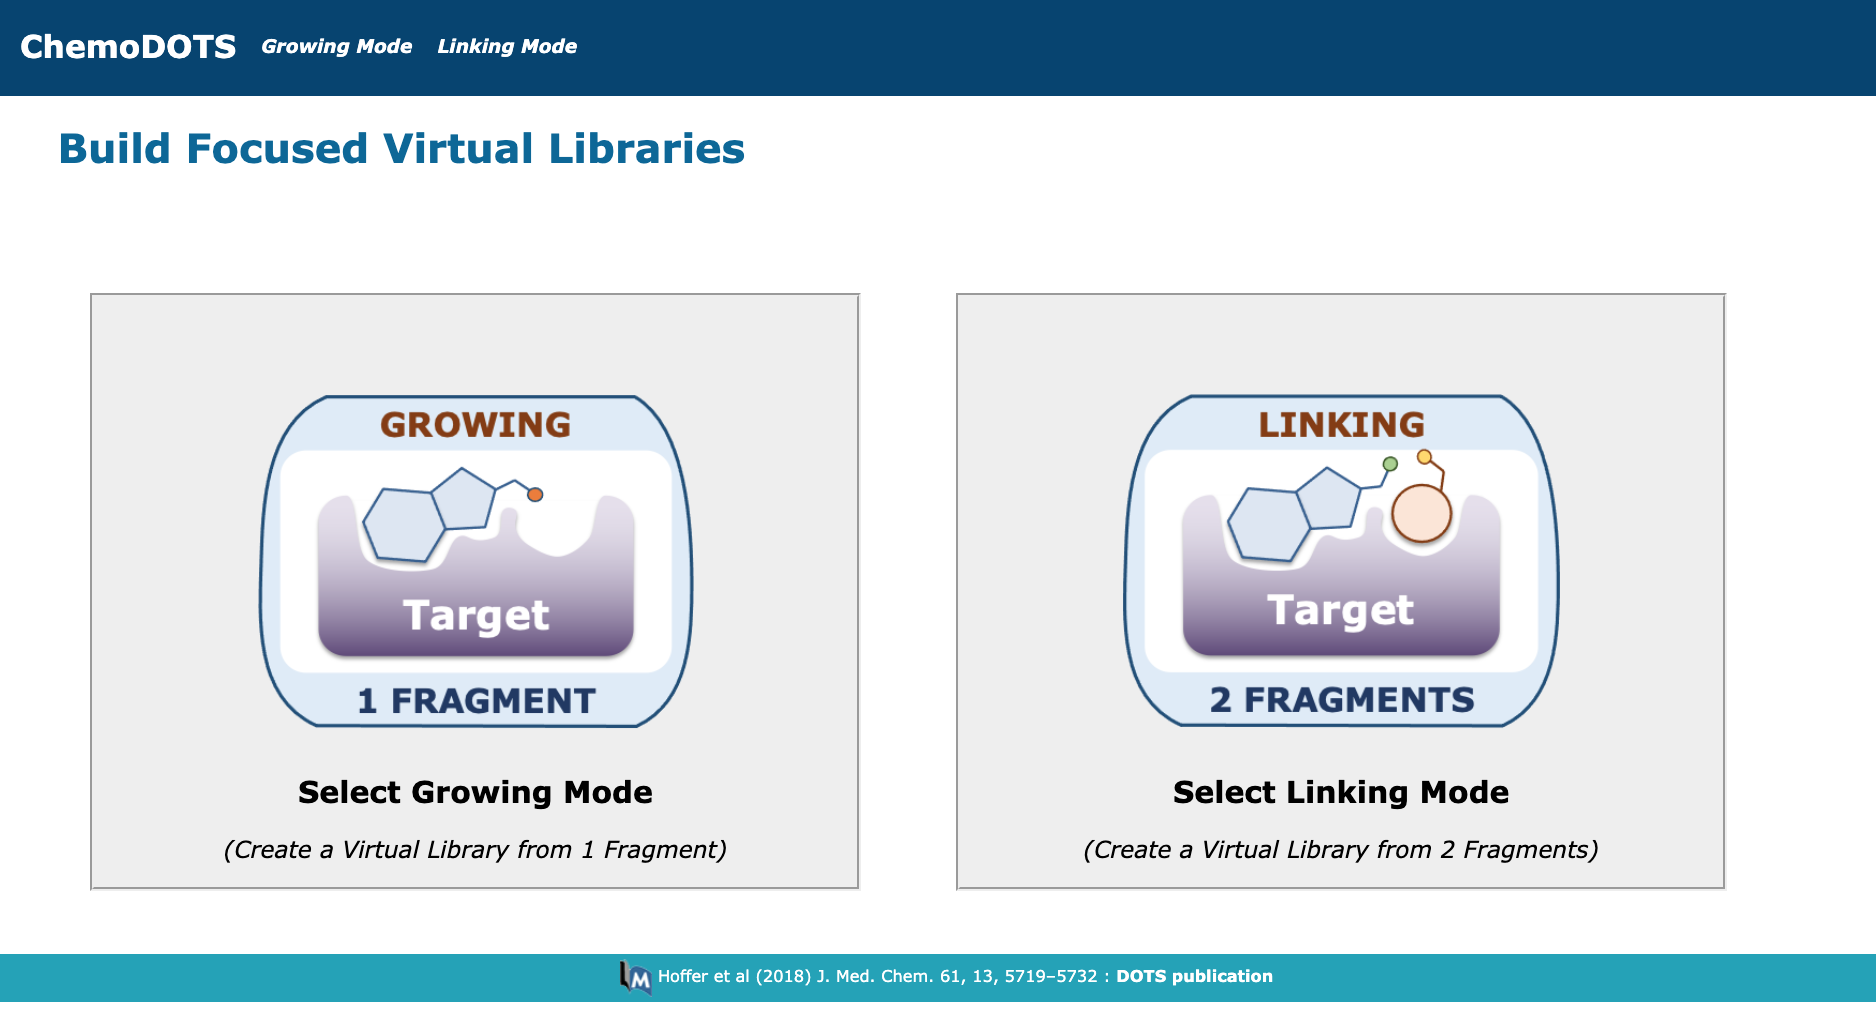 ChemoDOTS Growing Mode Linking Mode
Build Focused Virtual Libraries
GROWING
Target
1 FRAGMENT
Select Growing Mode
(Create a Virtual Library from 1 Fragment)
LINKING
Target
2 FRAGMENTS
Select Linking Mode
(Create a Virtual Library from 2 Fragments)
M Hoffer et al (2018) J. Med. Chem. 61, 13, 5719–5732 : DOTS publication